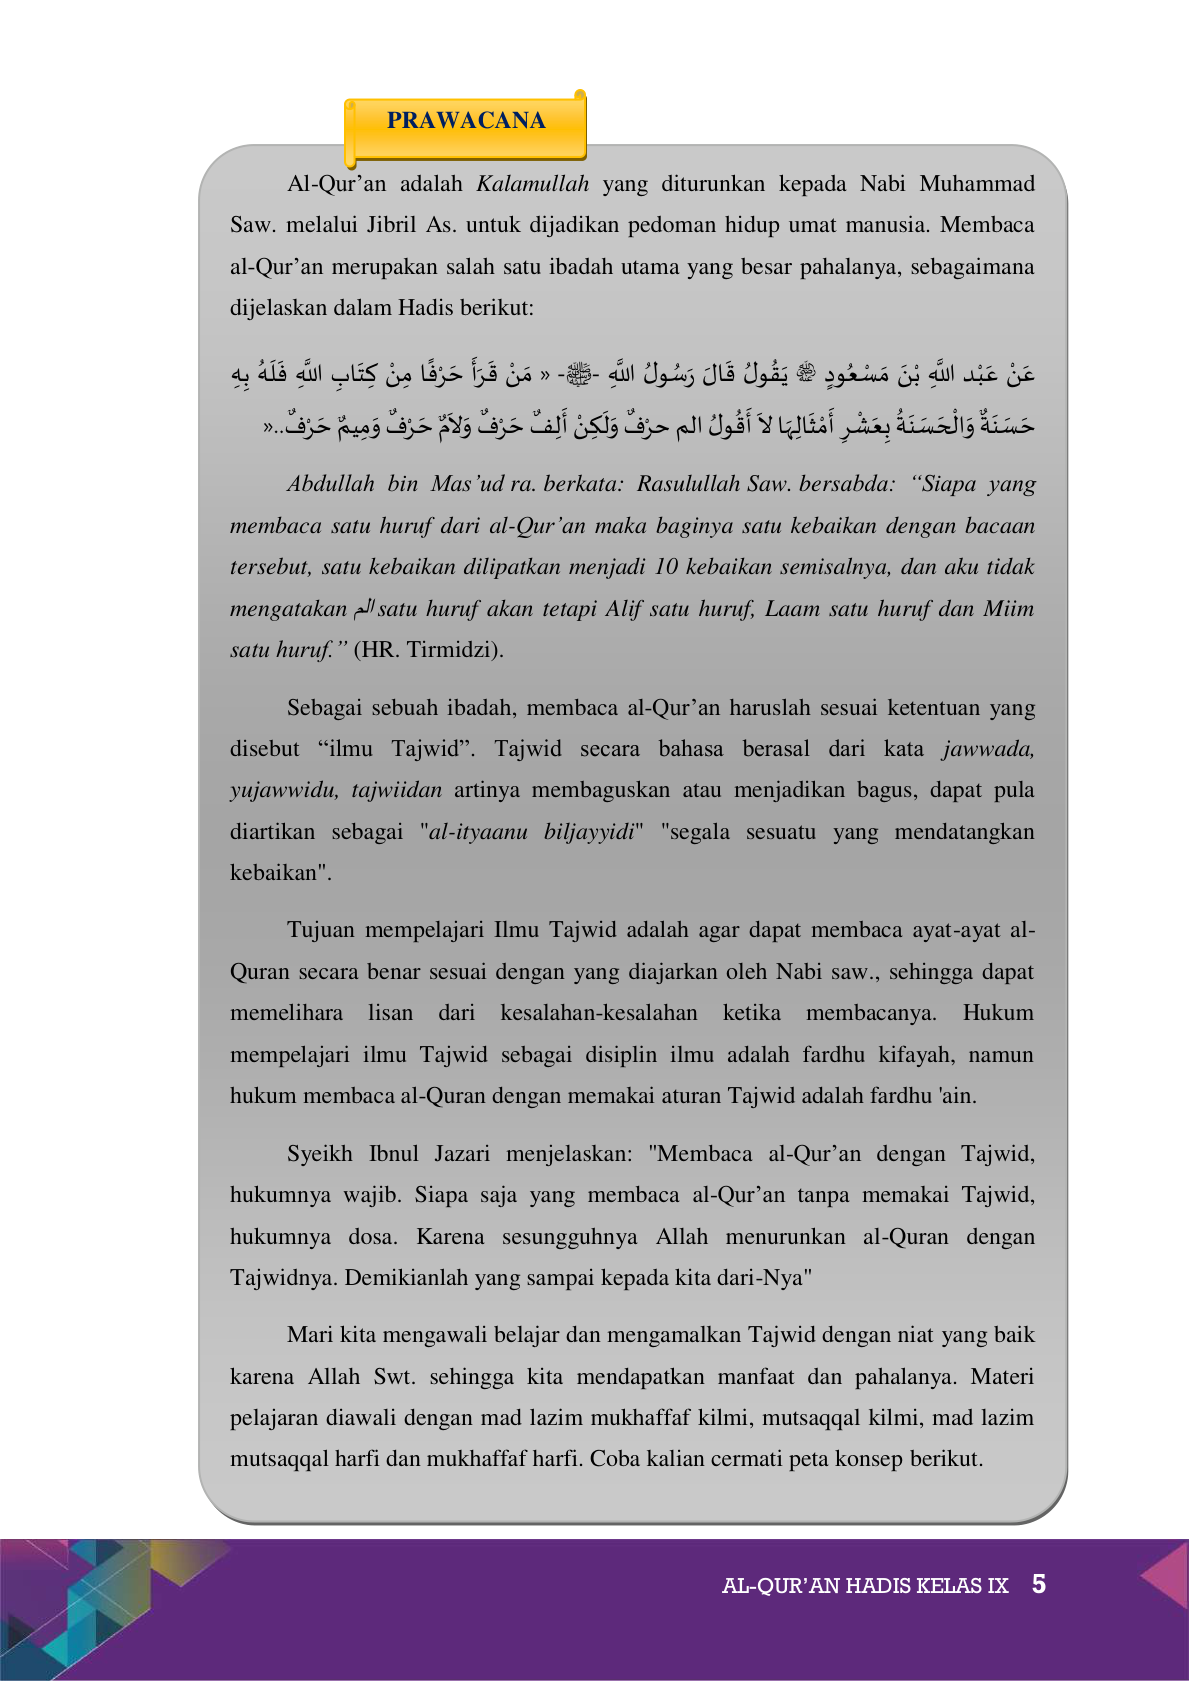 PRAWACANA
Al-Qur’an adalah Kalamullah yang diturunkan kepada Nabi Muhammad
Saw. melalui Jibril As. untuk dijadikan pedoman hidup umat manusia. Membaca
al-Qur’an merupakan salah satu ibadah utama yang besar pahalanya, sebagaimana
dijelaskan dalam Hadis berikut:
عَنْ عَبْد اللَّهِ بْنَ مَسْعُودٍ ﵁ يَقُولُ قَالَ رَسُولُ اللَّهِ -ﷺ- « مَنْ قَرَأَ حَرْفًا مِنْ كِتَابِ اللَّهِ فَلَهُ بِهِ
حَسَنَةٌ وَالْحَسَنَةُ بِعَشْرِ أَمْثَالِهَا لاَ أَقُولُ الم حرْفٌ وَلَكِنْ أَلِفٌ حَرْفٌ وَلاَمٌ حَرْفٌ وَمِيمٌ حَرْفٌ..«
Abdullah bin Mas’ud ra. berkata: Rasulullah Saw. bersabda: “Siapa yang
membaca satu huruf dari al-Qur’an maka baginya satu kebaikan dengan bacaan
tersebut, satu kebaikan dilipatkan menjadi 10 kebaikan semisalnya, dan aku tidak
mengatakan الم satu huruf akan tetapi Alif satu huruf, Laam satu huruf dan Miim
satu huruf.” (HR. Tirmidzi).
Sebagai sebuah ibadah, membaca al-Qur’an haruslah sesuai ketentuan yang
disebut “ilmu Tajwid”. Tajwid secara bahasa berasal dari kata jawwada,
yujawwidu, tajwiidan artinya membaguskan atau menjadikan bagus, dapat pula
diartikan sebagai "al-ityaanu biljayyidi" "segala sesuatu yang mendatangkan
kebaikan".
Tujuan mempelajari Ilmu Tajwid adalah agar dapat membaca ayat-ayat al-
Quran secara benar sesuai dengan yang diajarkan oleh Nabi saw., sehingga dapat
memelihara lisan dari kesalahan-kesalahan ketika membacanya. Hukum
mempelajari ilmu Tajwid sebagai disiplin ilmu adalah fardhu kifayah, namun
hukum membaca al-Quran dengan memakai aturan Tajwid adalah fardhu 'ain.
Syeikh Ibnul Jazari menjelaskan: "Membaca al-Qur’an dengan Tajwid,
hukumnya wajib. Siapa saja yang membaca al-Qur’an tanpa memakai Tajwid,
hukumnya dosa. Karena sesungguhnya Allah menurunkan al-Quran dengan
Tajwidnya. Demikianlah yang sampai kepada kita dari-Nya"
Mari kita mengawali belajar dan mengamalkan Tajwid dengan niat yang baik
karena Allah Swt. sehingga kita mendapatkan manfaat dan pahalanya. Materi
pelajaran diawali dengan mad lazim mukhaffaf kilmi, mutsaqqal kilmi, mad lazim
mutsaqqal harfi dan mukhaffaf harfi. Coba kalian cermati peta konsep berikut.
AL-QUR’AN HADIS KELAS IX 5